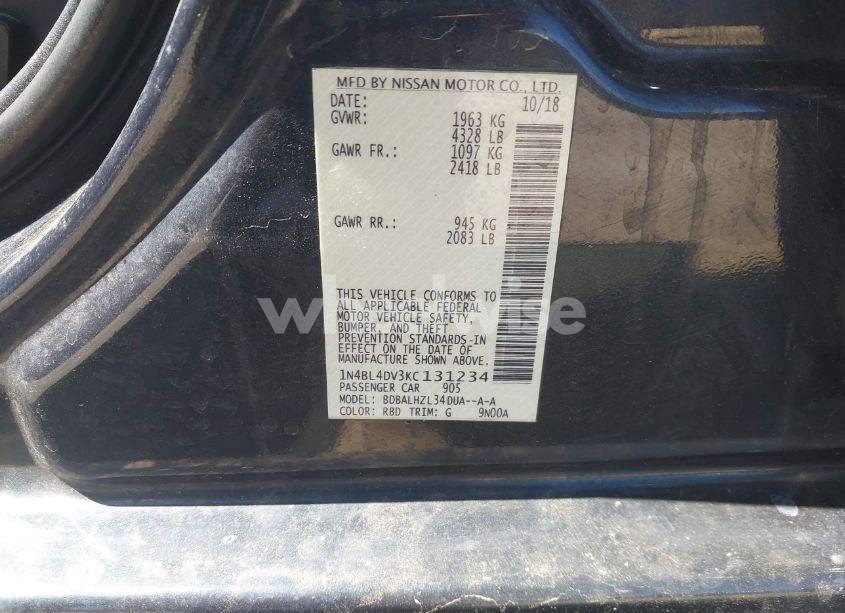 MFD BY NISSAN MOTOR CO., LTD.
DATE: 10/18
GVWR: 1963 KG
4328 LB
GAWR FR.: 1097 KG
2418 LB
GAWR RR.: 945 KG
2083 LB
THIS VEHICLE CONFORMS TO
ALL APPLICABLE FEDERAL
MOTOR VEHICLE SAFETY,
BUMPER, AND THEFT
PREVENTION STANDARDS-IN
EFFECT ON THE DATE OF
MANUFACTURE SHOWN ABOVE.
1N4BL4DV3KC131234
PASSENGER CAR 905
MODEL: BDBALHZL34DUA--A-A
COLOR: RBD TRIM: G 9N00A